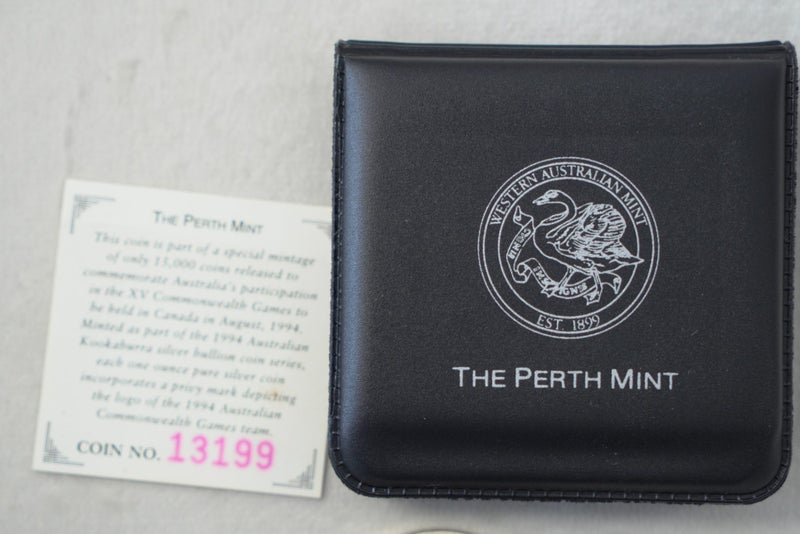 THE PERTH MINT
This coin is part of a special mintage
of only 15,000 coins released to
commemorate Australia's participation
in the XV Commonwealth Games to
be held in Canada in August, 1994.
Minted as part of the 1994 Australian
Kookaburra silver bullion coin series,
each one ounce pure silver coin
incorporates a privy mark depicting
the logo of the 1994 Australian
Commonwealth Games team.
COIN NO. 13199
WESTERN AUSTRALIAN MINT
EST. 1899
THE PERTH MINT